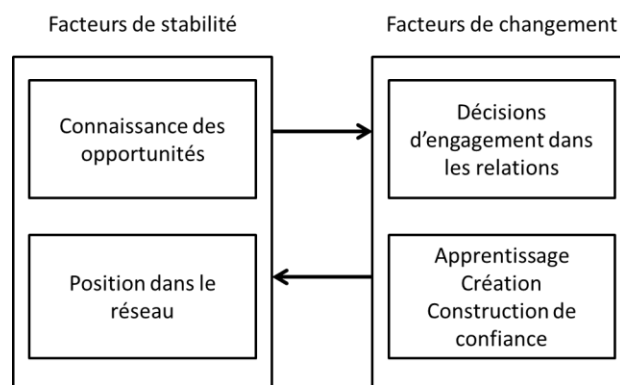 Facteurs de stabilité
Facteurs de changement
Connaissance des
opportunités
Décisions
d'engagement dans
les relations
Position dans le
réseau
Apprentissage
Création
Construction de
confiance